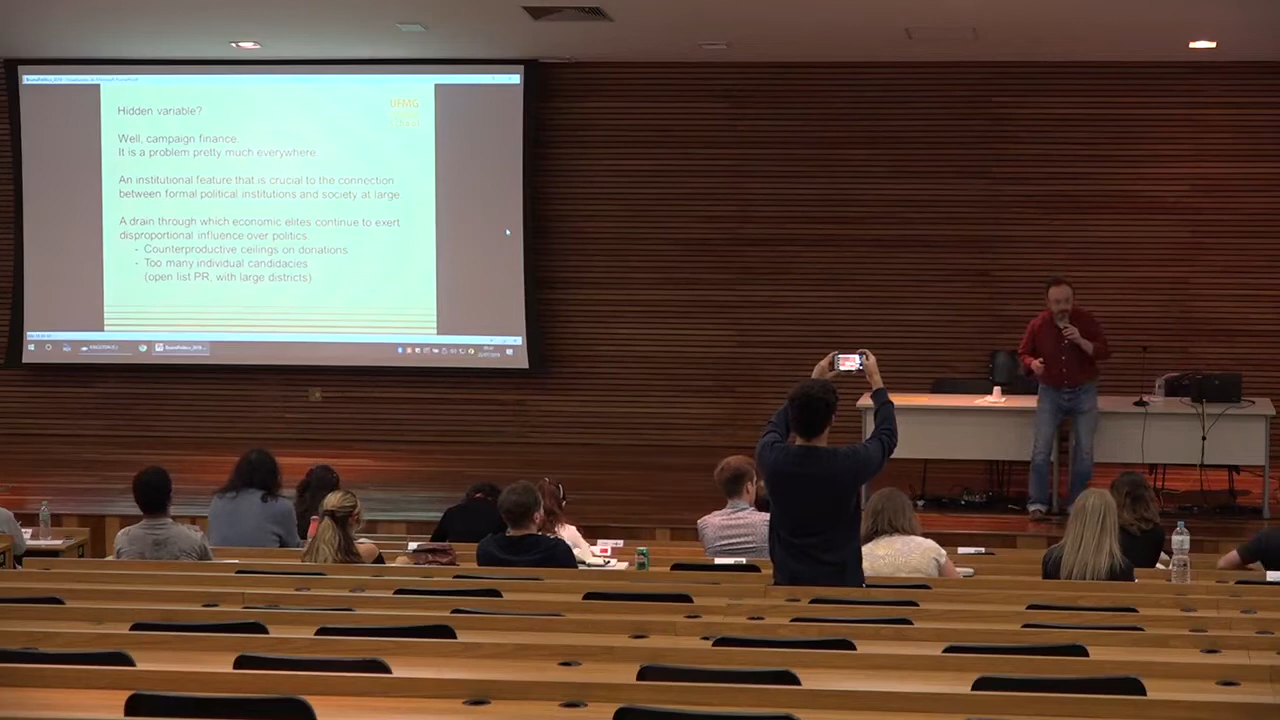 Hidden variable?
UFMG
Well, campaign finance.
It is a problem pretty much everywhere.
An institutional feature that is crucial to the connection
between formal political institutions and society at large
A drain through which economic elites continue to exert
disproportional influence over politics
- Counterproductive ceilings on donations
- Too many individual candidacies
(open list PR, with large districts)